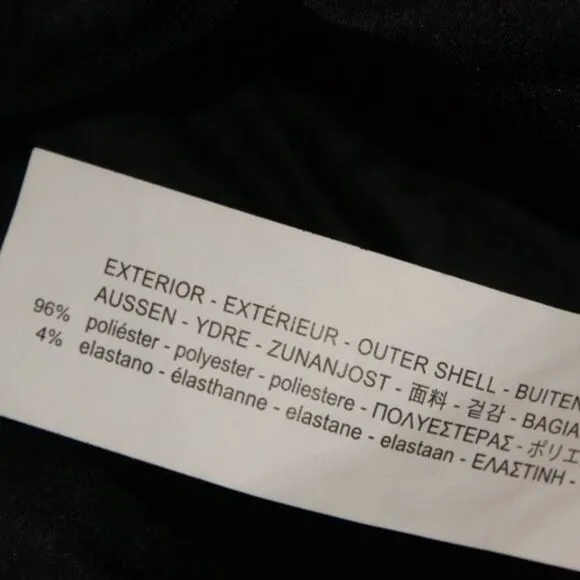 EXTERIOR - EXTÉRIEUR - OUTER SHELL - BUITEN
AUSSEN - YDRE - ZUNANJOST - 面料 - 겉감 - BAGIA
96% poliéster - polyester - poliestere - ΠΟΛΥΕΣΤΕΡΑΣ - ポリエ
4% elastano - élasthanne - elastane - elastaan - ΕΛΑΣΤΙΝΗ -